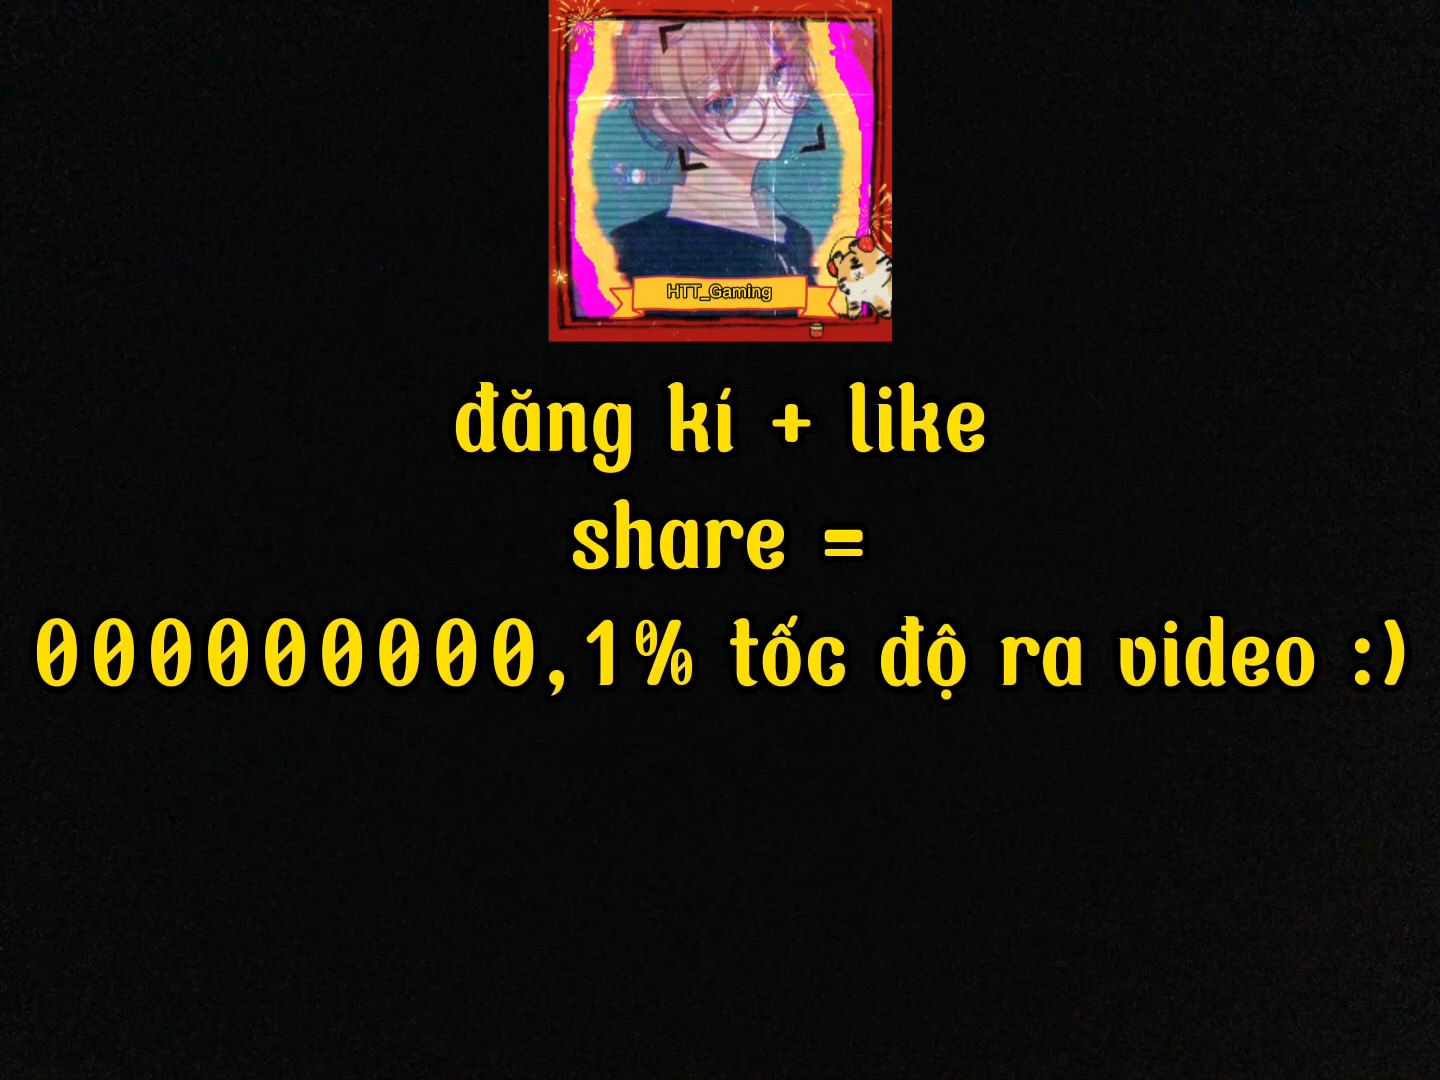 HTT_Gaming
đăng kí + like
share =
000000000,1% tốc độ ra video :)